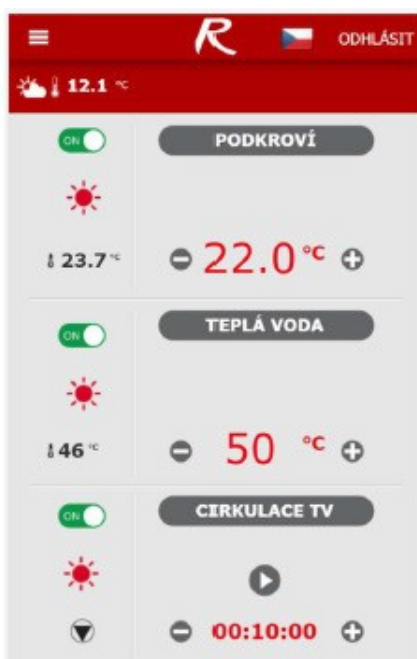 R ODHLÁSIT
12.1 °C
ON PODKROVÍ
23.7 °C 22.0 °C
ON TEPLÁ VODA
46 °C 50 °C
ON CIRKULACE TV
00:10:00